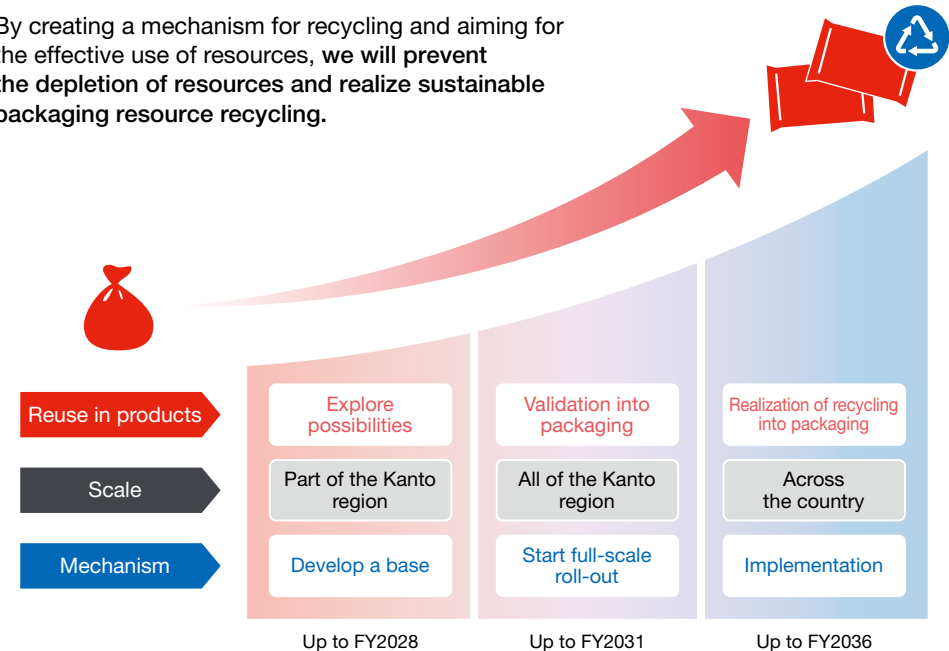 By creating a mechanism for recycling and aiming for
the effective use of resources, we will prevent
the depletion of resources and realize sustainable
packaging resource recycling.
Reuse in products
Explore
possibilities
Validation into
packaging
Realization of recycling
into packaging
Scale
Part of the Kanto
region
All of the Kanto
region
Across
the country
Mechanism
Develop a base
Start full-scale
roll-out
Implementation
Up to FY2028
Up to FY2031
Up to FY2036